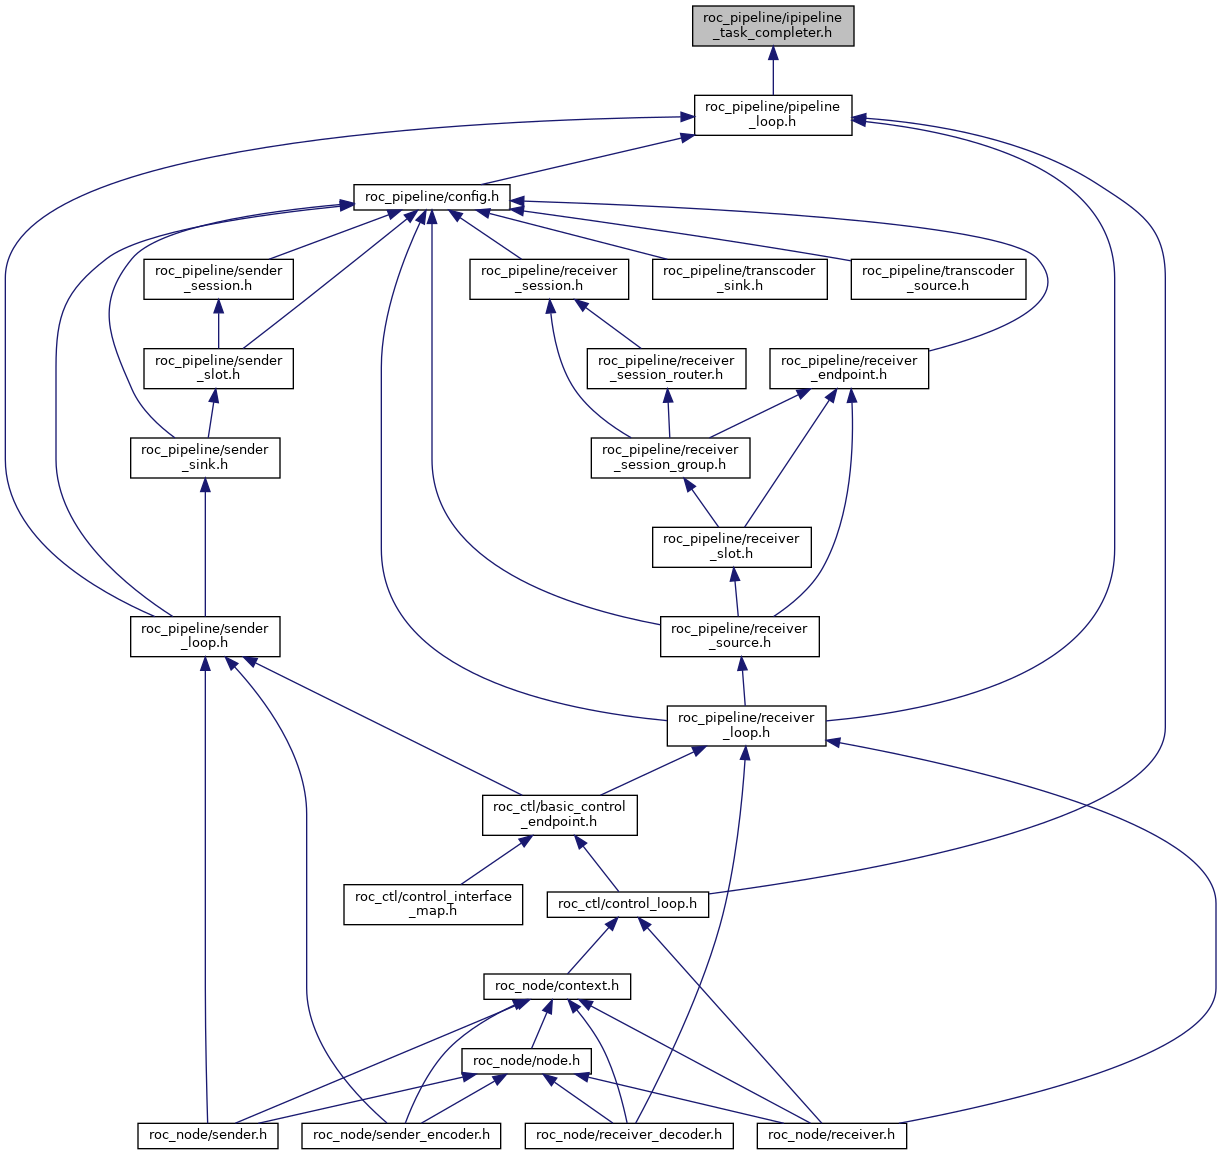 roc_pipeline/ipipeline
_task_completer.h
roc_pipeline/pipeline
_loop.h
roc_pipeline/config.h
roc_pipeline/sender
_session.h
roc_pipeline/receiver
_session.h
roc_pipeline/transcoder
_sink.h
roc_pipeline/transcoder
_source.h
roc_pipeline/sender
_slot.h
roc_pipeline/receiver
_session_router.h
roc_pipeline/receiver
_endpoint.h
roc_pipeline/sender
_sink.h
roc_pipeline/receiver
_session_group.h
roc_pipeline/receiver
_slot.h
roc_pipeline/sender
_loop.h
roc_pipeline/receiver
_source.h
roc_pipeline/receiver
_loop.h
roc_ctl/basic_control
_endpoint.h
roc_ctl/control_interface
_map.h
roc_ctl/control_loop.h
roc_node/context.h
roc_node/node.h
roc_node/sender.h
roc_node/sender_encoder.h
roc_node/receiver_decoder.h
roc_node/receiver.h